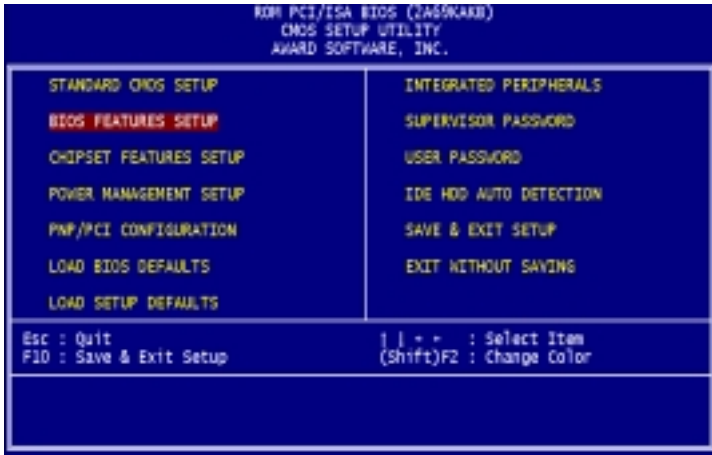 ROM PCI/ISA BIOS (2A69KAKB)
CMOS SETUP UTILITY
AWARD SOFTWARE, INC.
STANDARD CMOS SETUP
BIOS FEATURES SETUP
CHIPSET FEATURES SETUP
POWER MANAGEMENT SETUP
PNP/PCI CONFIGURATION
LOAD BIOS DEFAULTS
LOAD SETUP DEFAULTS
INTEGRATED PERIPHERALS
SUPERVISOR PASSWORD
USER PASSWORD
IDE HDD AUTO DETECTION
SAVE & EXIT SETUP
EXIT WITHOUT SAVING
Esc : Quit
F10 : Save & Exit Setup
: Select Item
(Shift)F2 : Change Color